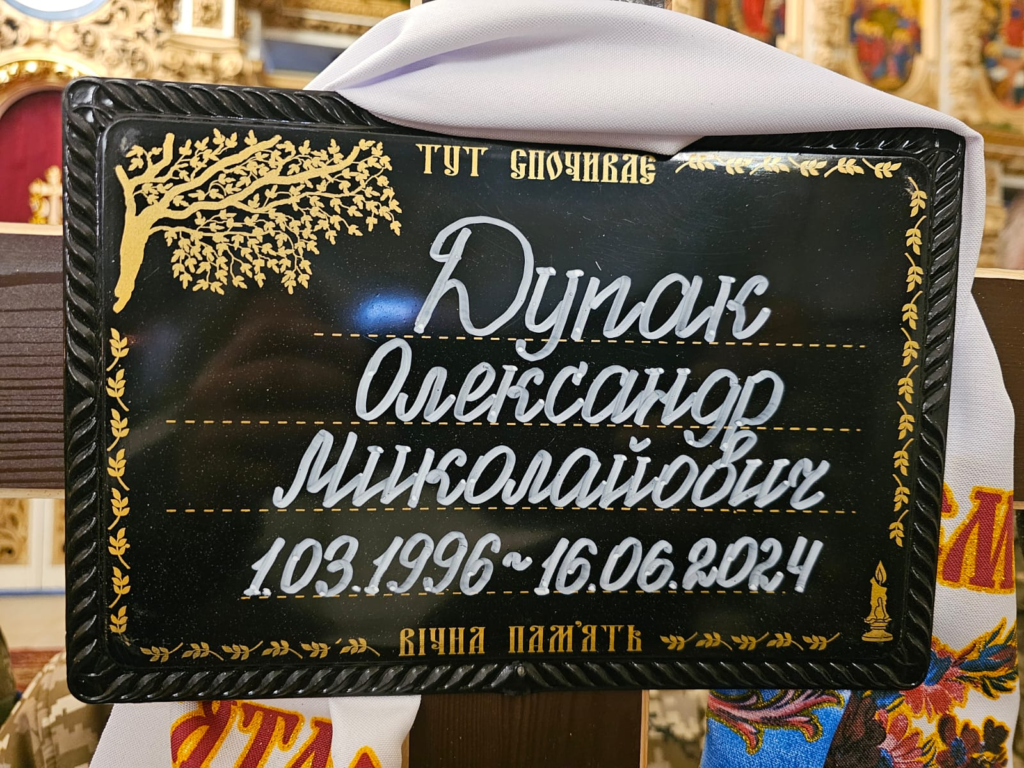 ТУТ СПОЧИВАЄ
Дупак
Олександр
Миколайович
1.03.1996~16.06.2024
ВІЧНА ПАМ'ЯТЬ